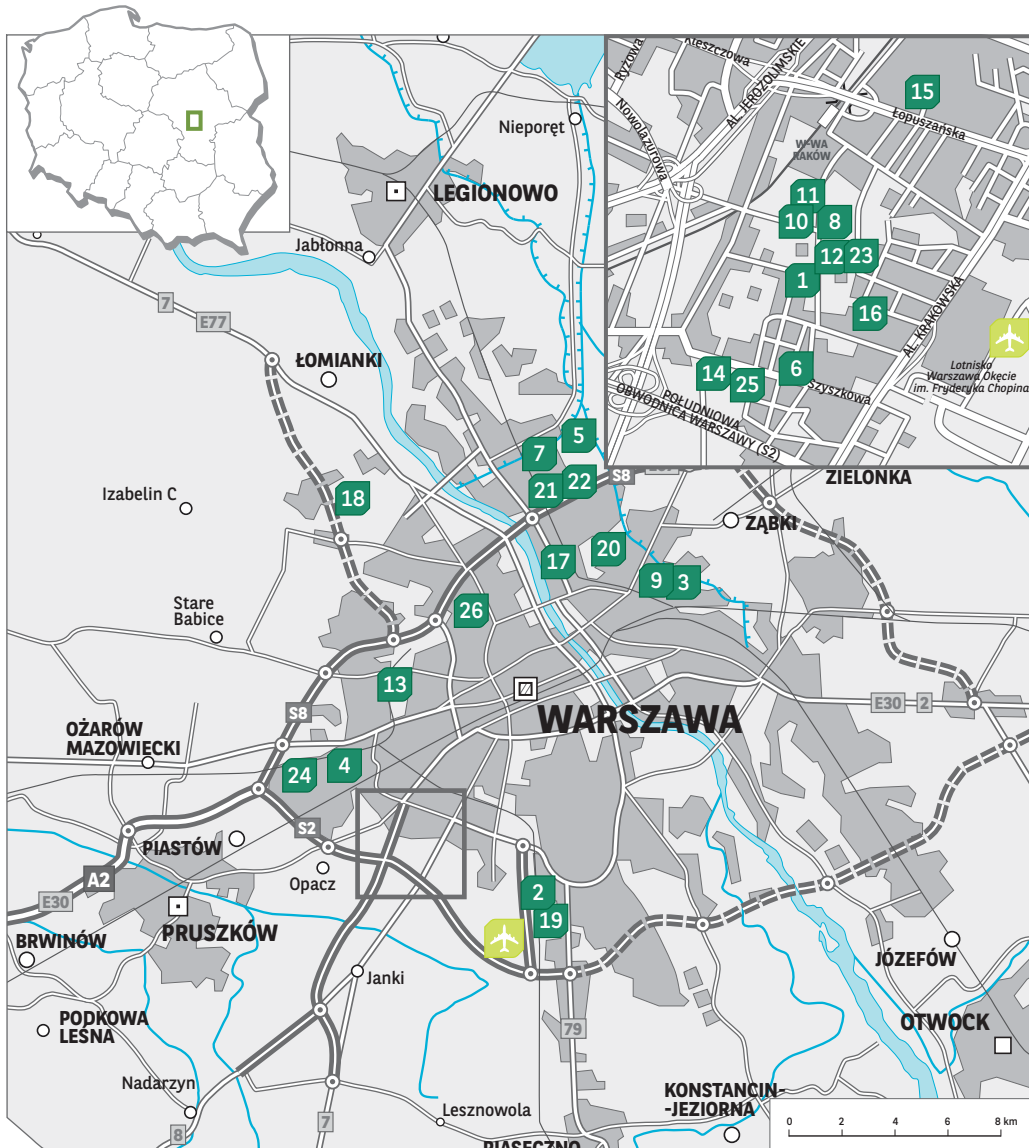 Kleszczowa
Ryżowa
AL. JEROZOLIMSKIE
15
Łopuszańska
Nowolazurowa
W-WA
RAKÓW
11
10
8
12
23
1
16
AL. KRAKOWSKA
6
14
25
Szyszkowa
Lotnisko
Warszawa Okęcie
im. Fryderyka Chopina
POŁUDNIOWA
OBWODNICA WARSZAWY (S2)
Nieporęt
LEGIONOWO
Jabłonna
7
E77
ŁOMIANKI
5
7
22
21
S8
ZIELONKA
Izabelin C
18
ZĄBKI
20
17
9
3
Stare
Babice
26
13
WARSZAWA
E30
2
S8
OŻARÓW
MAZOWIECKI
24
4
S2
PIASTÓW
Opacz
A2
E30
2
19
PRUSZKÓW
BRWINÓW
JÓZEFÓW
Janki
OTWOCK
PODKOWA
LEŚNA
79
Nadarzyn
KONSTANCIN-
-JEZIORNA
Lesznowola
8
7
PIASECZNO
0 2 4 6 8 km